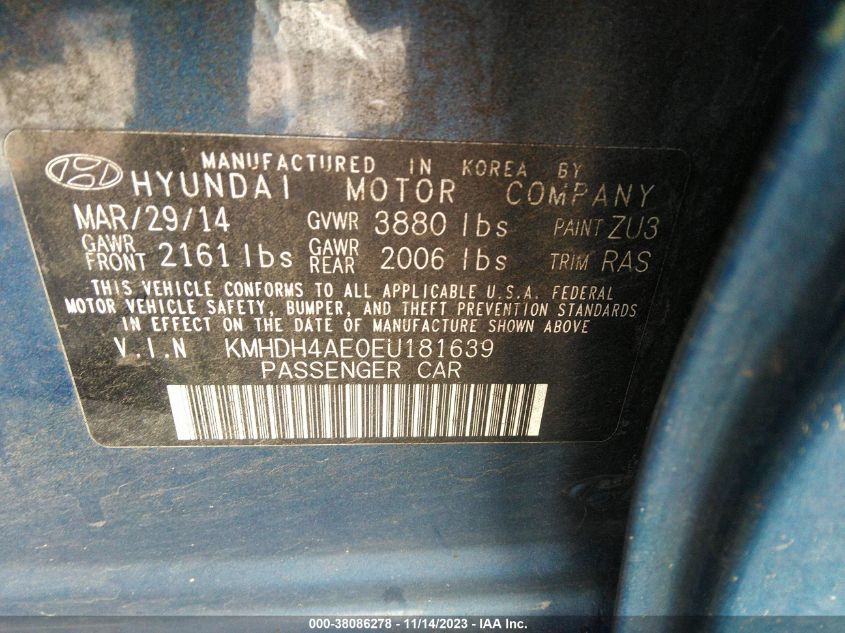 MANUFACTURED IN KOREA BY
HYUNDAI MOTOR COMPANY
MAR/29/14 GVWR 3880 lbs PAINT ZU3
GAWR FRONT 2161 lbs GAWR REAR 2006 lbs TRIM RAS
THIS VEHICLE CONFORMS TO ALL APPLICABLE U.S.A. FEDERAL
MOTOR VEHICLE SAFETY, BUMPER, AND THEFT PREVENTION STANDARDS
IN EFFECT ON THE DATE OF MANUFACTURE SHOWN ABOVE
V.I.N KMHDH4AE0EU181639
PASSENGER CAR
000-38086278 - 11/14/2023 - IAA Inc.